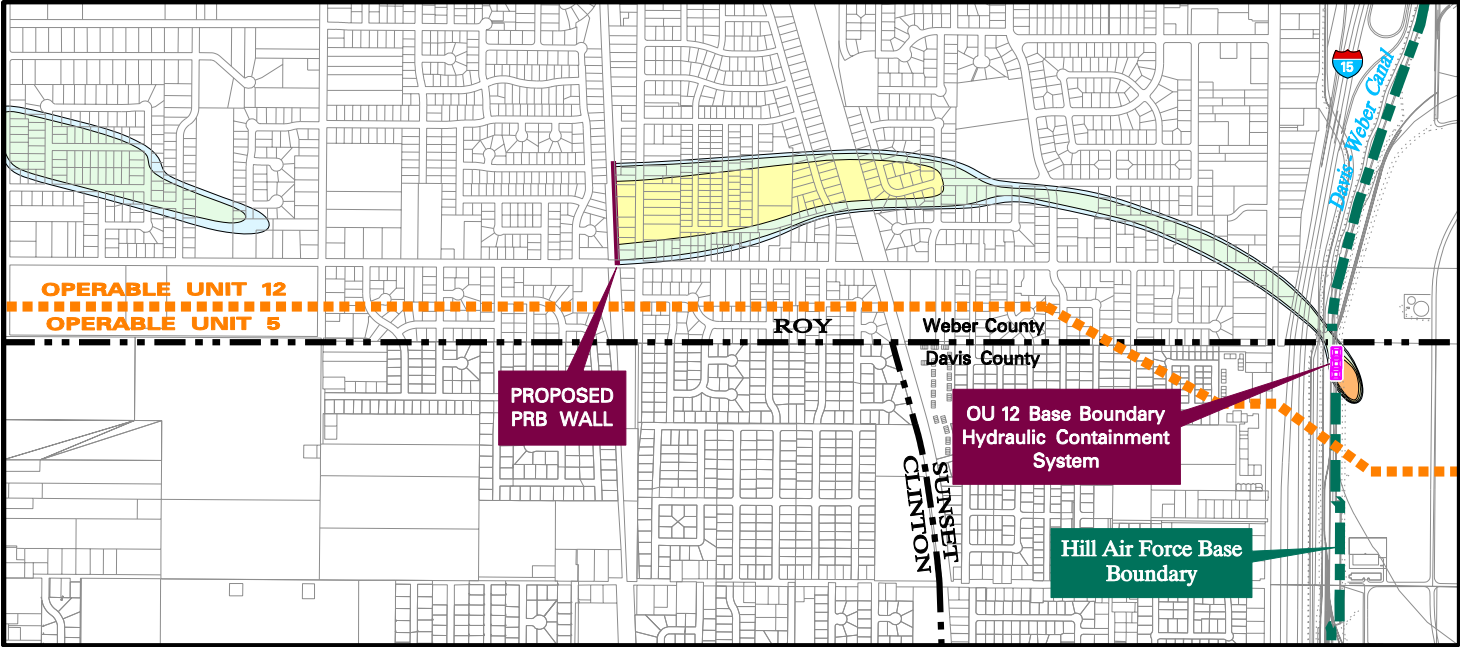 15
Davis - Weber Canal
OPERABLE UNIT 12
OPERABLE UNIT 5
ROY
Weber County
Davis County
PROPOSED
PRB WALL
OU 12 Base Boundary
Hydraulic Containment
System
SUNSET
CLINTON
Hill Air Force Base
Boundary